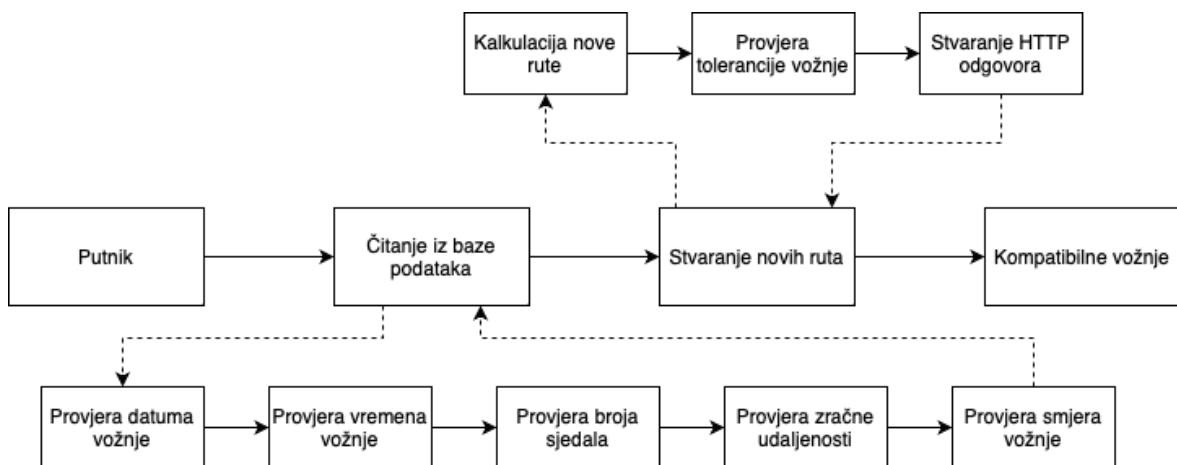 Kalkulacija nove
rute
Provjera
tolerancije vožnje
Stvaranje HTTP
odgovora
Putnik
Čitanje iz baze
podataka
Stvaranje novih ruta
Kompatibilne vožnje
Provjera datuma
vožnje
Provjera vremena
vožnje
Provjera broja
sjedala
Provjera zračne
udaljenosti
Provjera smjera
vožnje